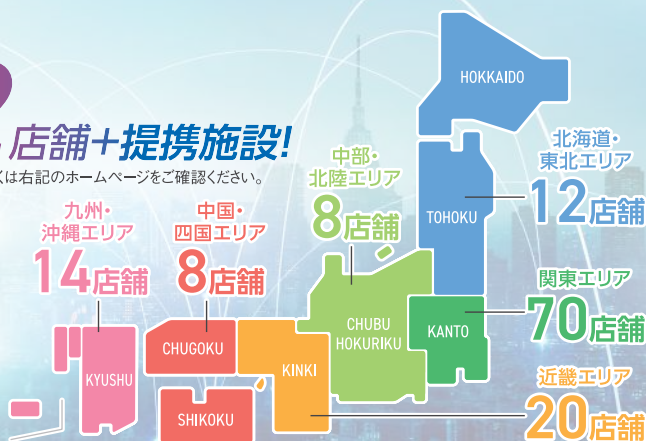 店舗+提携施設!
くは右記のホームページをご確認ください。
HOKKAIDO
北海道・
東北エリア
12店舗
TOHOKU
中部・
北陸エリア
8店舗
九州・
沖縄エリア
14店舗
中国・
四国エリア
8店舗
関東エリア
70店舗
CHUBU
HOKURIKU
KANTO
CHUGOKU
KINKI
KYUSHU
近畿エリア
20店舗
SHIKOKU